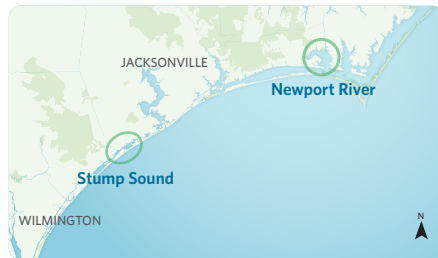 JACKSONVILLE
Newport River
Stump Sound
WILMINGTON
N